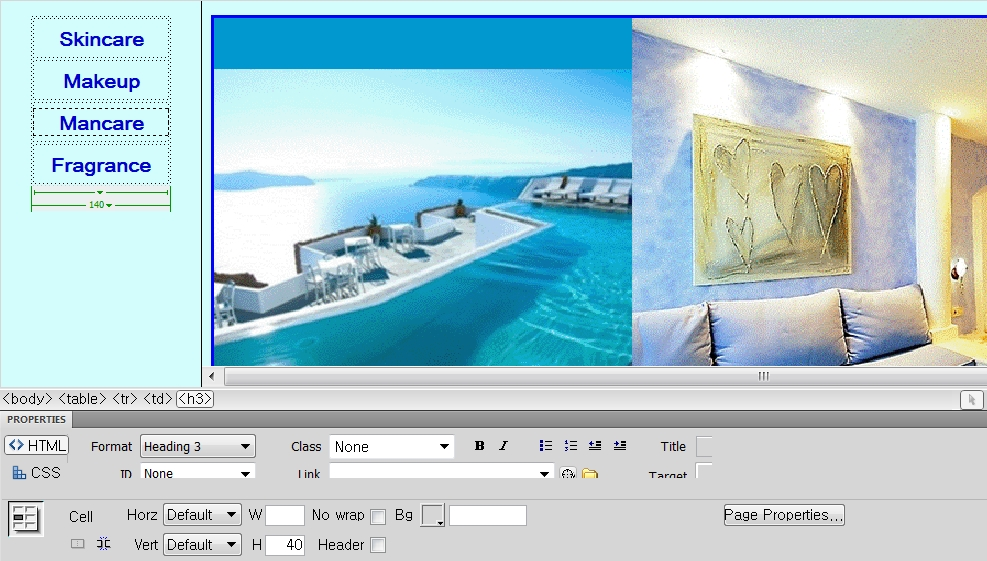 Skincare
Makeup
Mancare
Fragrance
140
<body> <table> <tr> <td> <h3>
PROPERTIES
<> HTML Format Heading 3 Class None B I Title
CSS ID None Link Target
Cell Horz Default W No wrap Bg Page Properties...
Vert Default H 40 Header